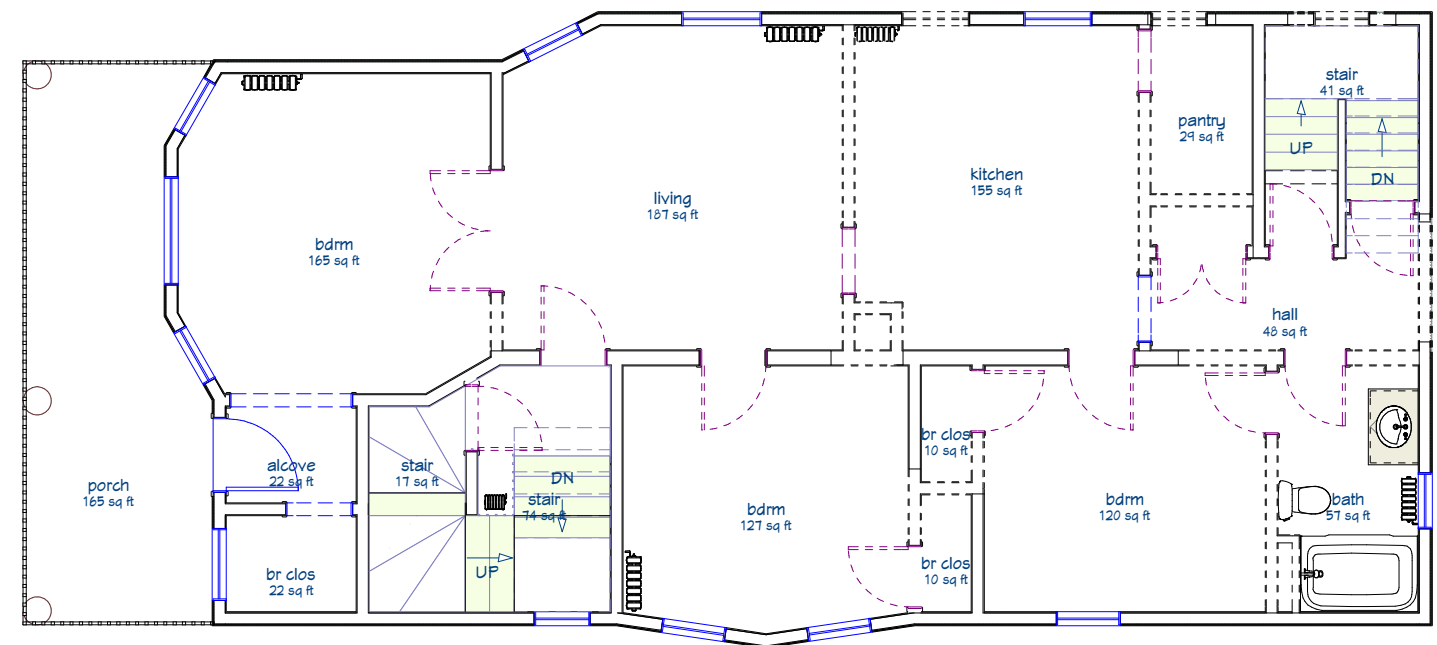 stair
41 sq ft
pantry
29 sq ft
UP
kitchen
155 sq ft
DN
living
187 sq ft
bdrm
165 sq ft
hall
48 sq ft
br clos
10 sq ft
alcove
22 sq ft
stair
17 sq ft
DN
porch
165 sq ft
stair
74 sq ft
bdrm
127 sq ft
bdrm
120 sq ft
bath
57 sq ft
br clos
22 sq ft
UP
br clos
10 sq ft